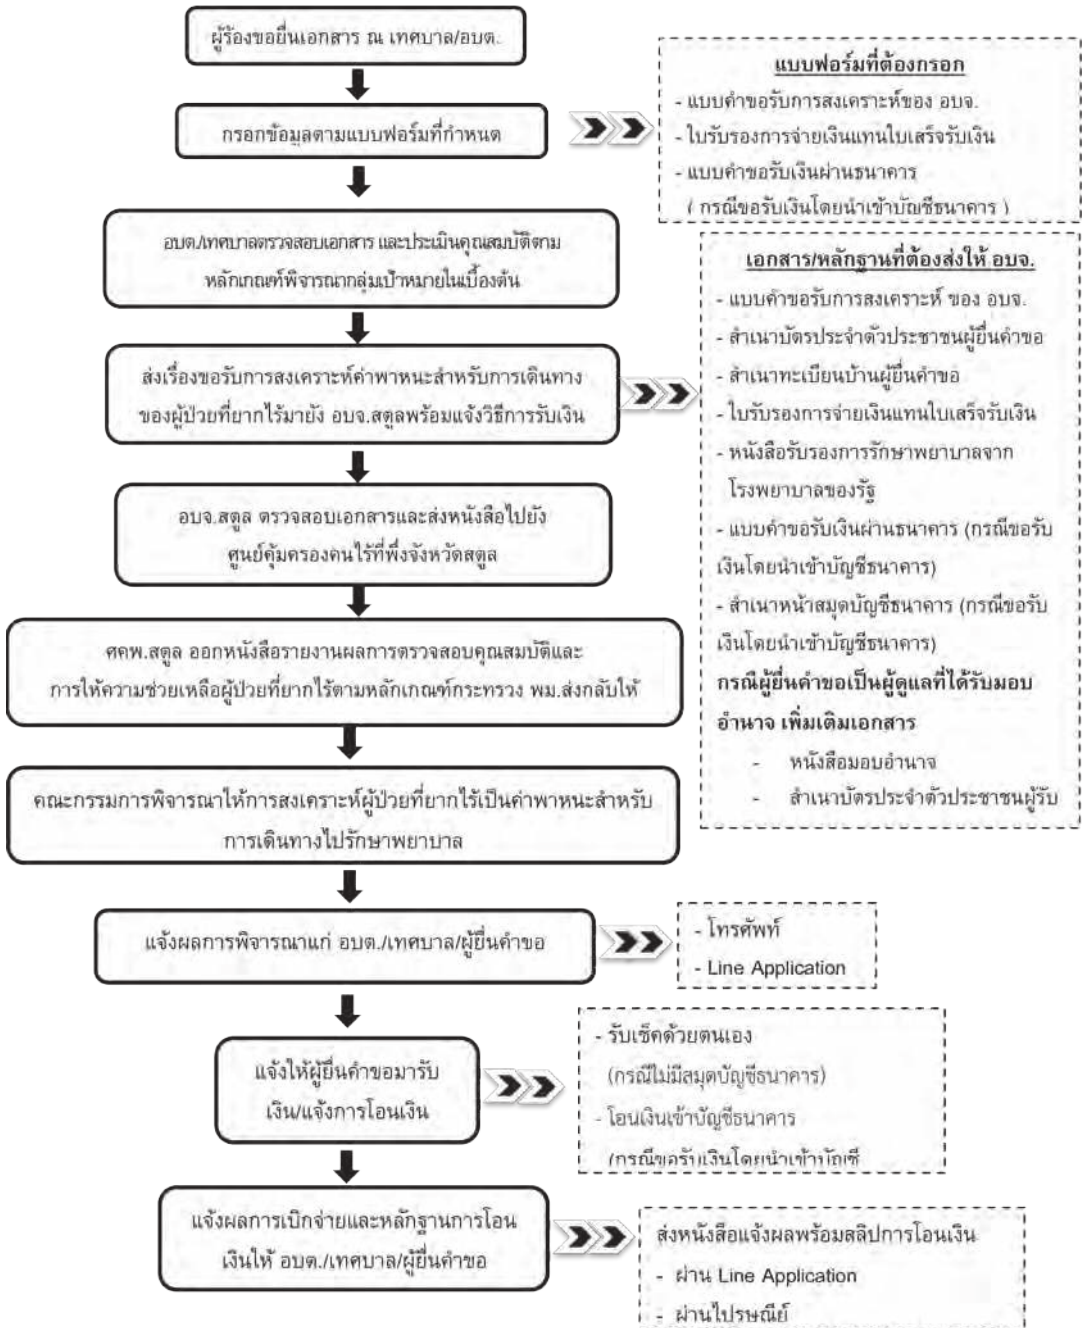 ผู้ร้องขอยื่นเอกสาร ณ เทศบาล/อบต.
กรอกข้อมูลตามแบบฟอร์มที่กำหนด
แบบฟอร์มที่ต้องกรอก
- แบบคำขอรับการสงเคราะห์ของ อบจ.
- ใบรับรองการจ่ายเงินแทนใบเสร็จรับเงิน
- แบบคำขอรับเงินผ่านธนาคาร
( กรณีขอรับเงินโดยนำเข้าบัญชีธนาคาร )
อบต./เทศบาลตรวจสอบเอกสาร และประเมินคุณสมบัติตาม
หลักเกณฑ์พิจารณากลุ่มเป้าหมายในเบื้องต้น
ส่งเรื่องขอรับการสงเคราะห์ค่าพาหนะสำหรับการเดินทาง
ของผู้ป่วยที่ยากไร้มายัง อบจ.สตูลพร้อมแจ้งวิธีการรับเงิน
เอกสาร/หลักฐานที่ต้องส่งให้ อบจ.
- แบบคำขอรับการสงเคราะห์ ของ อบจ.
- สำเนาบัตรประจำตัวประชาชนผู้ยื่นคำขอ
- สำเนาทะเบียนบ้านผู้ยื่นคำขอ
- ใบรับรองการจ่ายเงินแทนใบเสร็จรับเงิน
- หนังสือรับรองการรักษาพยาบาลจาก
โรงพยาบาลของรัฐ
- แบบคำขอรับเงินผ่านธนาคาร (กรณีขอรับ
เงินโดยนำเข้าบัญชีธนาคาร)
- สำเนาหน้าสมุดบัญชีธนาคาร (กรณีขอรับ
เงินโดยนำเข้าบัญชีธนาคาร)
กรณีผู้ยื่นคำขอเป็นผู้ดูแลที่ได้รับมอบ
อำนาจ เพิ่มเติมเอกสาร
- หนังสือมอบอำนาจ
- สำเนาบัตรประจำตัวประชาชนผู้รับ
อบจ.สตูล ตรวจสอบเอกสารและส่งหนังสือไปยัง
ศูนย์คุ้มครองคนไร้ที่พึ่งจังหวัดสตูล
ศคพ.สตูล ออกหนังสือรายงานผลการตรวจสอบคุณสมบัติและ
การให้ความช่วยเหลือผู้ป่วยที่ยากไร้ตามหลักเกณฑ์กระทรวง พม.ส่งกลับให้
คณะกรรมการพิจารณาให้การสงเคราะห์ผู้ป่วยที่ยากไร้เป็นค่าพาหนะสำหรับ
การเดินทางไปรักษาพยาบาล
แจ้งผลการพิจารณาแก่ อบต./เทศบาล/ผู้ยื่นคำขอ
- โทรศัพท์
- Line Application
แจ้งให้ผู้ยื่นคำขอมารับ
เงิน/แจ้งการโอนเงิน
- รับเช็คด้วยตนเอง
(กรณีไม่มีสมุดบัญชีธนาคาร)
- โอนเงินเข้าบัญชีธนาคาร
(กรณีขอรับเงินโดยนำเข้าบัญชี
แจ้งผลการเบิกจ่ายและหลักฐานการโอน
เงินให้ อบต./เทศบาล/ผู้ยื่นคำขอ
ส่งหนังสือแจ้งผลพร้อมสลิปการโอนเงิน
- ผ่าน Line Application
- ผ่านไปรษณีย์